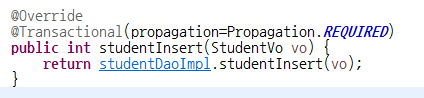 @Override
@Transactional(propagation=Propagation.REQUIRED)
public int studentInsert(StudentVo vo) {
    return studentDaoImpl.studentInsert(vo);
}